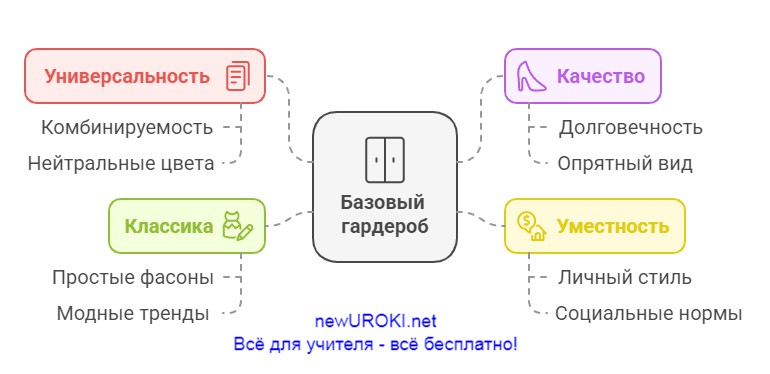 Универсальность
Комбинируемость
Нейтральные цвета
Классика
Простые фасоны
Модные тренды
Базовый
гардероб
Качество
Долговечность
Опрятный вид
$
Уместность
Личный стиль
Социальные нормы
newUROKI.net
Всё для учителя - всё бесплатно!